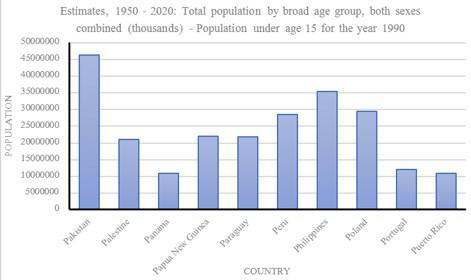 Estimates, 1950 - 2020: Total population by broad age group, both sexes
combined (thousands) - Population under age 15 for the year 1990
50000000
45000000
40000000
35000000
30000000
25000000
20000000
15000000
10000000
5000000
0
POPULATION
Pakistan
Palestine
Panama
Papua New Guinea
Paraguay
Peru
Philippines
Poland
Portugal
Puerto Rico
COUNTRY